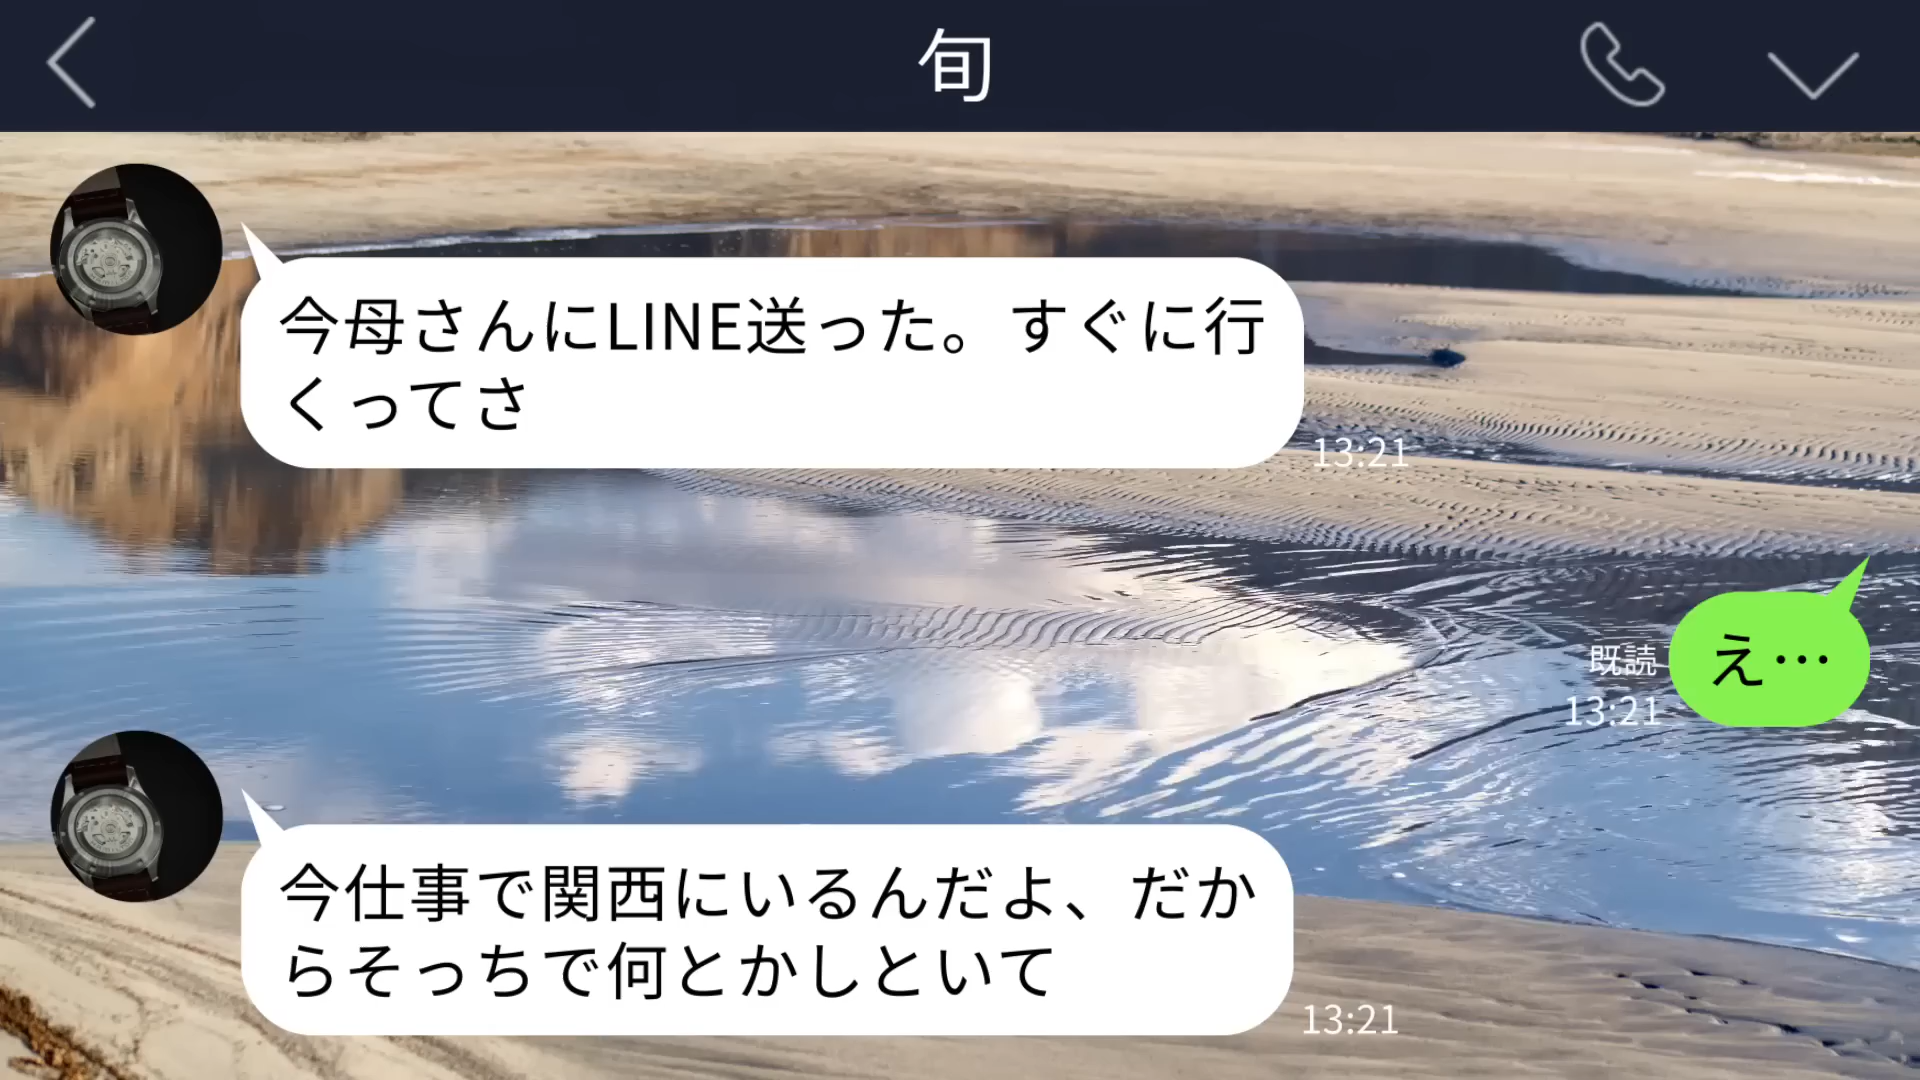 旬
今母さんにLINE送った。すぐに行
くってさ
13:21
え…
既読
13:21
今仕事で関西にいるんだよ、だか
らそっちで何とかしといて
13:21